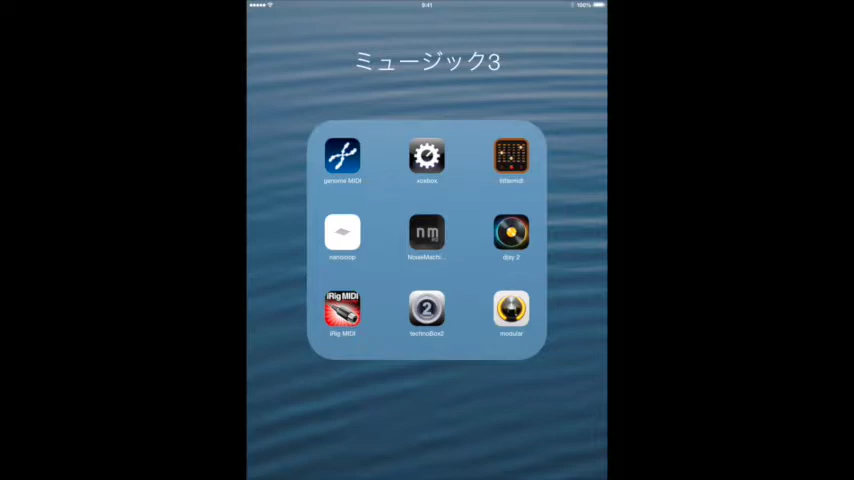 9:41
100%
ミュージック3
genome MIDI
xoxbox
littlemidi
nanoloop
nm
NoiseMachi...
djay 2
iRig MIDI
iRig MIDI
2
technoBox2
modular